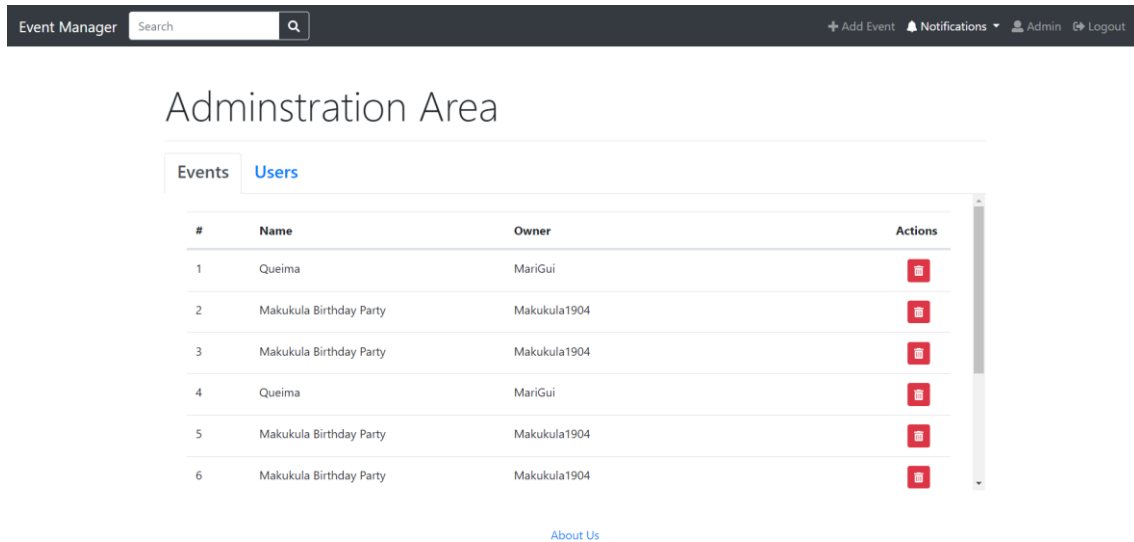 Event Manager Search Add Event Notifications Admin Logout
Adminstration Area
Events Users
# Name Owner Actions
1 Queima MariGui
2 Makukula Birthday Party Makukula1904
3 Makukula Birthday Party Makukula1904
4 Queima MariGui
5 Makukula Birthday Party Makukula1904
6 Makukula Birthday Party Makukula1904
About Us